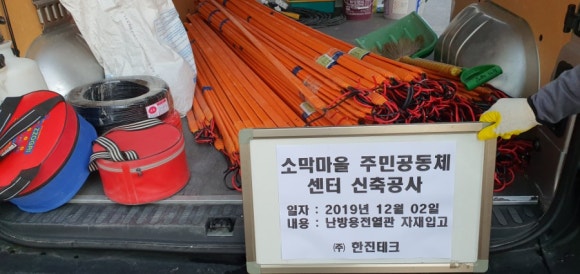 소막마을 주민공동체
센터 신축공사
일자 : 2019년 12월 02일
내용 : 난방용전열관 자재입고
㈜ 한진테크